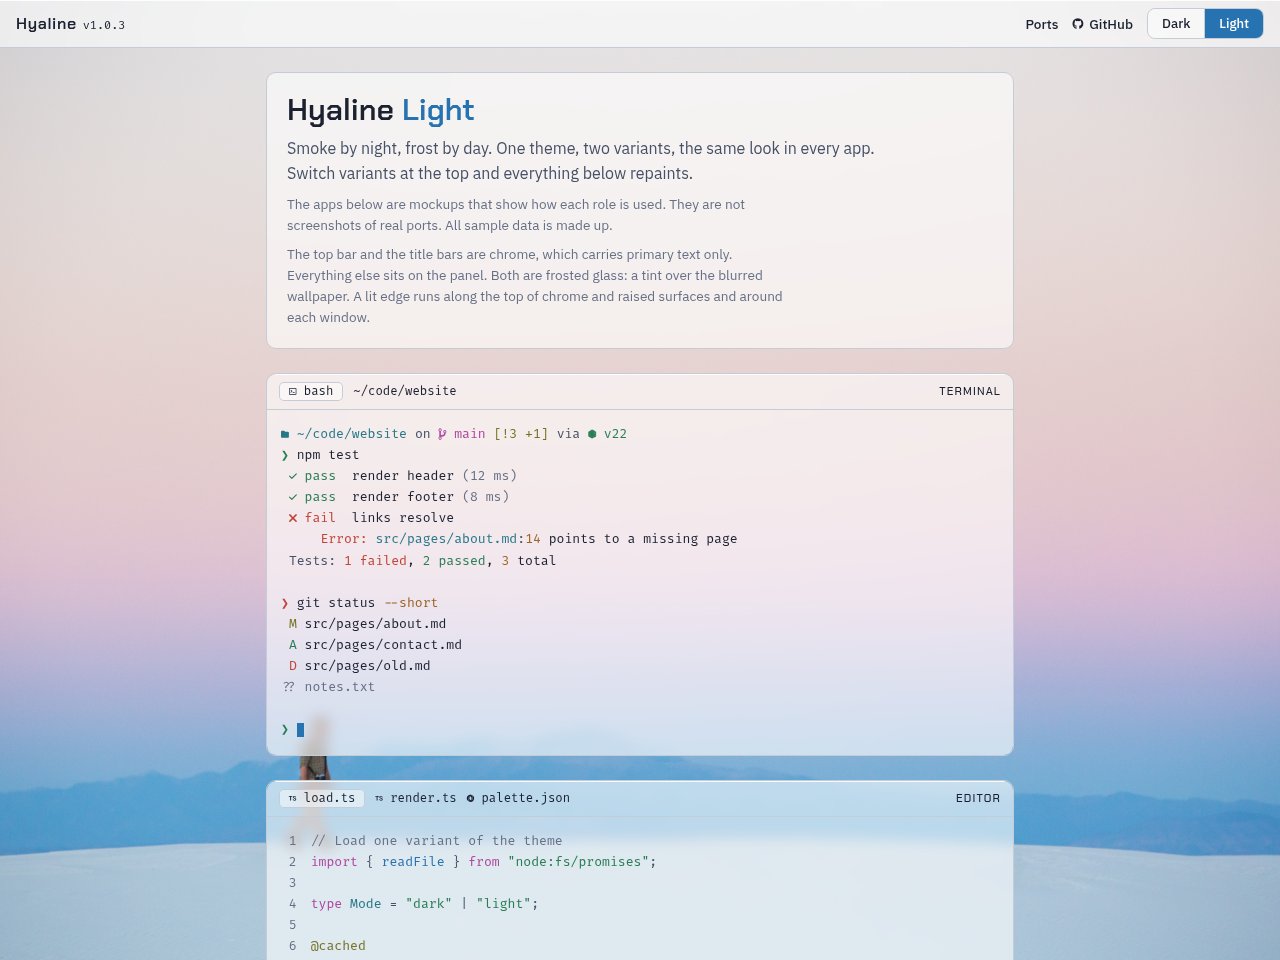 Hyaline v1.0.3 Ports GitHub Dark Light
Hyaline Light
Smoke by night, frost by day. One theme, two variants, the same look in every app.
Switch variants at the top and everything below repaints.
The apps below are mockups that show how each role is used. They are not
screenshots of real ports. All sample data is made up.
The top bar and the title bars are chrome, which carries primary text only.
Everything else sits on the panel. Both are frosted glass: a tint over the blurred
wallpaper. A lit edge runs along the top of chrome and raised surfaces and around
each window.
bash ~/code/website TERMINAL
~/code/website on main [!3 +1] via v22
❯ npm test
✓ pass render header (12 ms)
✓ pass render footer (8 ms)
✗ fail links resolve
Error: src/pages/about.md:14 points to a missing page
Tests: 1 failed, 2 passed, 3 total
❯ git status --short
M src/pages/about.md
A src/pages/contact.md
D src/pages/old.md
?? notes.txt
❯
TS load.ts TS render.ts palette.json EDITOR
1 // Load one variant of the theme
2 import { readFile } from "node:fs/promises";
3
4 type Mode = "dark" | "light";
5
6 @cached